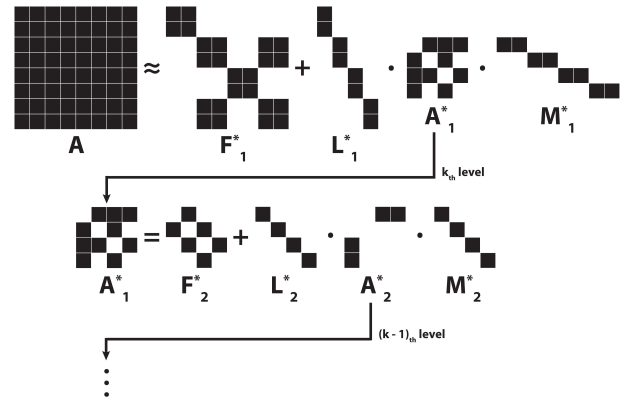 ≈ + · ·
A F*1 L*1 A*1 M*1
kth level
= + · ·
A*1 F*2 L*2 A*2 M*2
(k - 1)th level